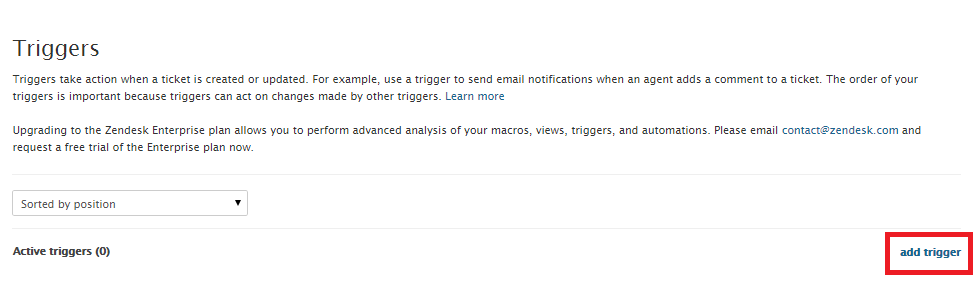 Triggers
Triggers take action when a ticket is created or updated. For example, use a trigger to send email notifications when an agent adds a comment to a ticket. The order of your
triggers is important because triggers can act on changes made by other triggers. Learn more
Upgrading to the Zendesk Enterprise plan allows you to perform advanced analysis of your macros, views, triggers, and automations. Please email contact@zendesk.com and
request a free trial of the Enterprise plan now.
Sorted by position
Active triggers (0)
add trigger